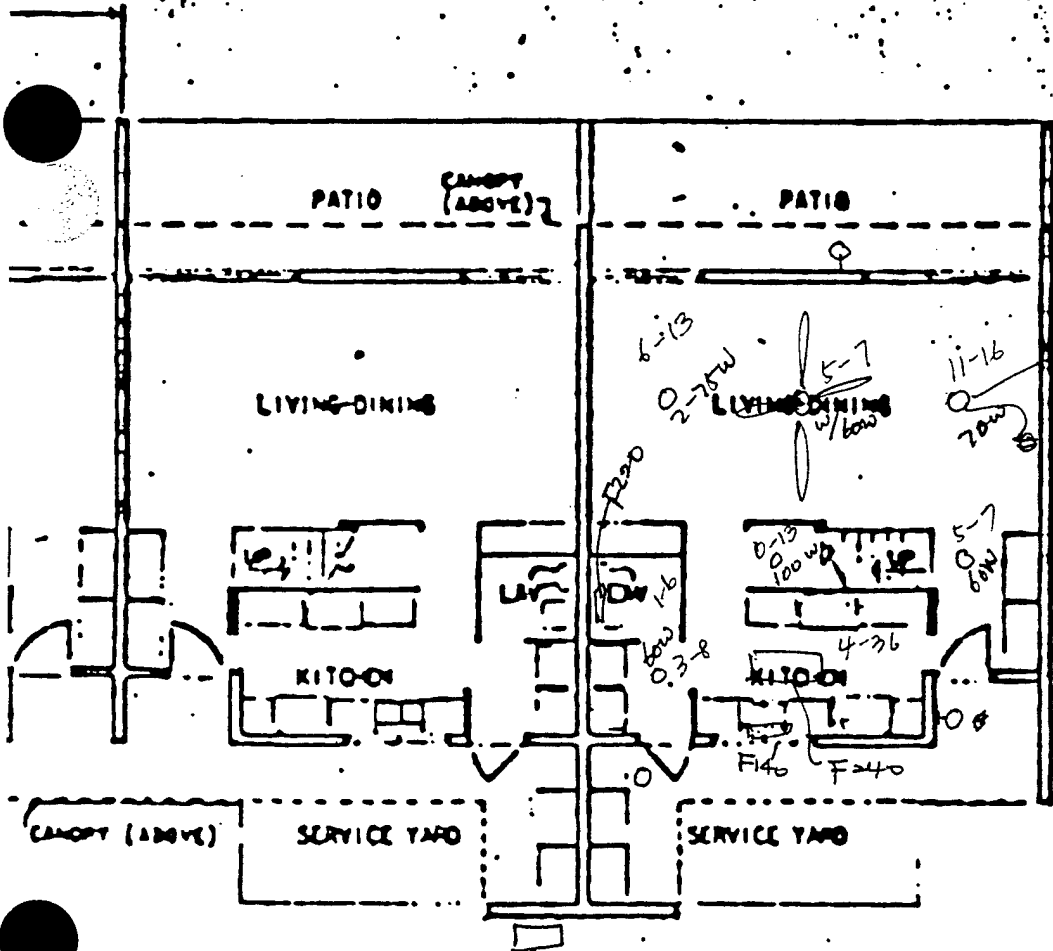 PATIO
CANOPY
(ABOVE)
PATIO
6-13
2-75W
5-7
11-16
LIVING-DINING
LIVING-DINING
W/60W
70W
F220
5-7
60W
0-13
100W
UP
UP
LAV
1-6
60W
0.3-8
4-36
KITCHEN
KITCHEN
F140
F240
CANOPY (ABOVE)
SERVICE YARD
SERVICE YARD